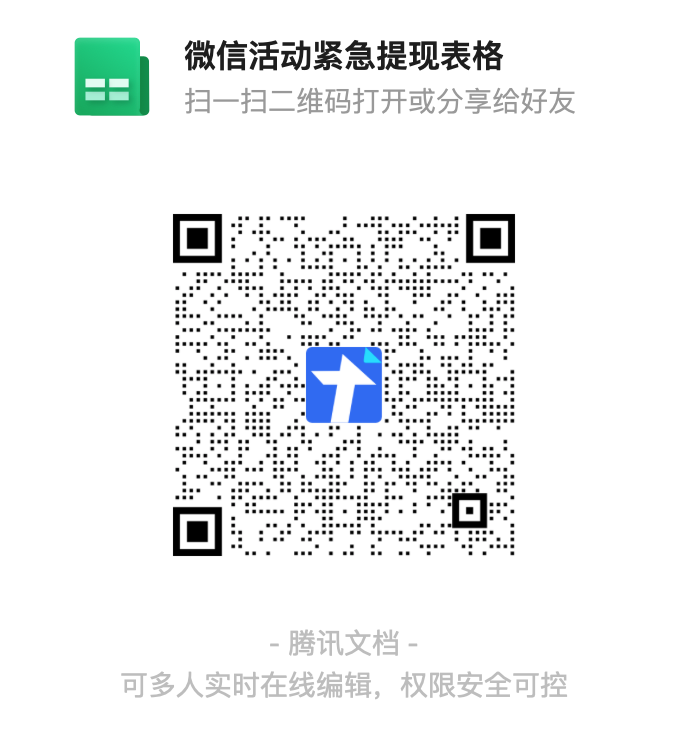 微信活动紧急提现表格
扫一扫二维码打开或分享给好友
- 腾讯文档 -
可多人实时在线编辑，权限安全可控